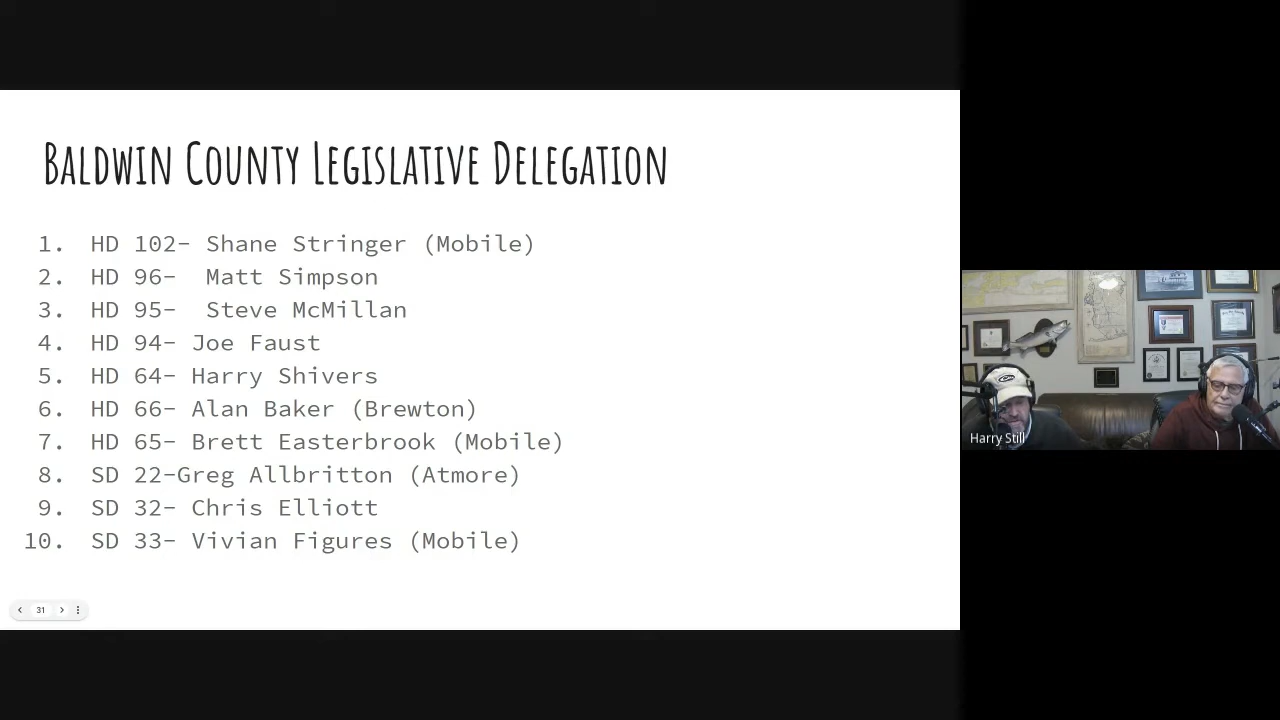 Baldwin County Legislative Delegation
1. HD 102- Shane Stringer (Mobile)
2. HD 96- Matt Simpson
3. HD 95- Steve McMillan
4. HD 94- Joe Faust
5. HD 64- Harry Shivers
6. HD 66- Alan Baker (Brewton)
7. HD 65- Brett Easterbrook (Mobile)
8. SD 22-Greg Allbritton (Atmore)
9. SD 32- Chris Elliott
10. SD 33- Vivian Figures (Mobile)
31
Harry Still